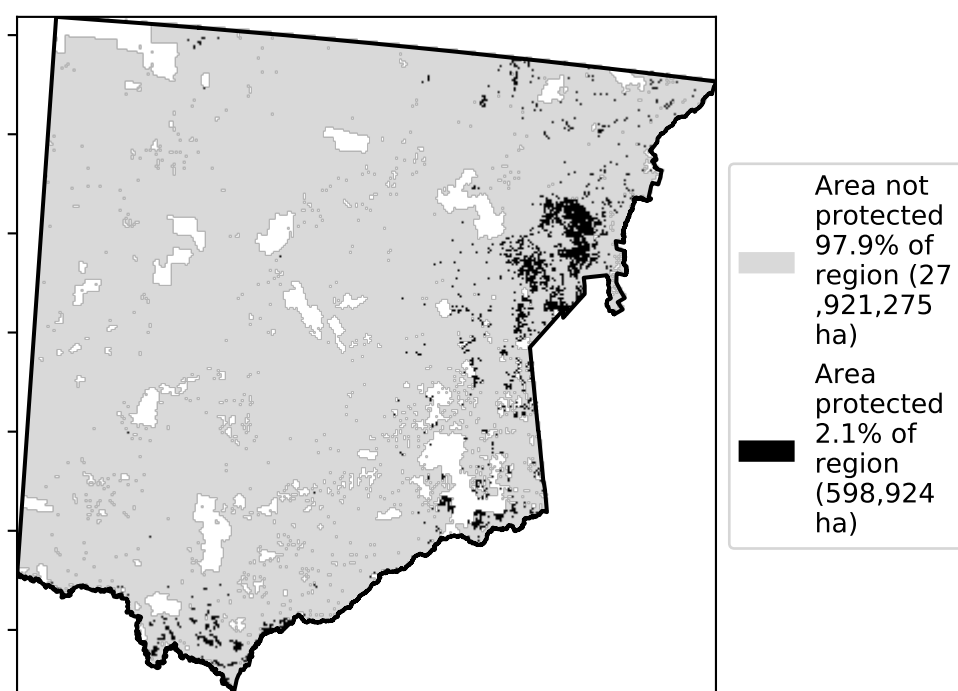 Area not
protected
97.9% of
region (27
,921,275
ha)
Area
protected
2.1% of
region
(598,924
ha)